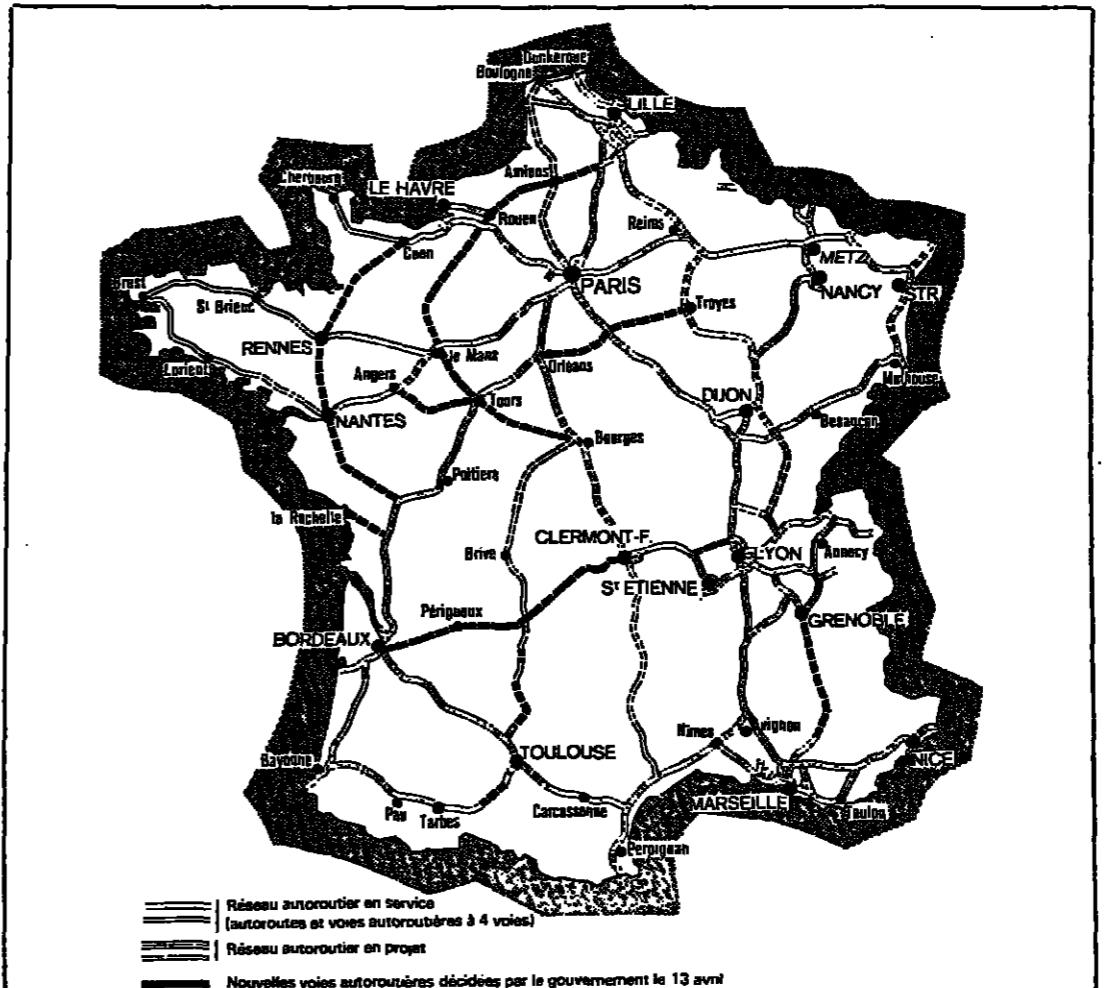 Dunkerque
Boulogne
LILLE
Amiens
Cherbourg
LE HAVRE
Rouen
Reims
Caen
METZ
PARIS
NANCY
STR
Brest
St Brieuc
Troyes
RENNES
le Mans
Lorient
Angers
Orléans
Mulhouse
DIJON
Tours
NANTES
Besançon
Bourges
Poitiers
la Rochelle
CLERMONT-F.
Brive
LYON
Annecy
ST ETIENNE
Périgueux
GRENOBLE
BORDEAUX
Nîmes
Avignon
TOULOUSE
NICE
Bayonne
MARSEILLE
Pau
Tarbes
Carcassonne
Toulon
Perpignan
Réseau autoroutier en service
(autoroutes et voies autoroutières à 4 voies)
Réseau autoroutier en projet
Nouvelles voies autoroutières décidées par le gouvernement le 13 avril